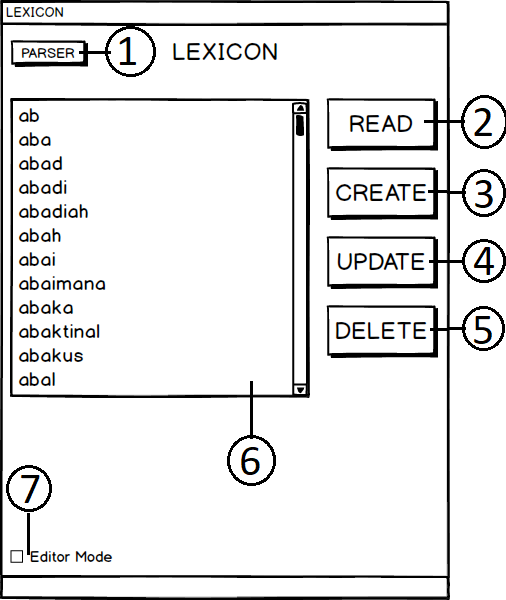 LEXICON
PARSER 1 LEXICON
ab
aba
abad
abadi
abadiah
abah
abai
abaimana
abaka
abaktinal
abakus
abal
READ 2
CREATE 3
UPDATE 4
DELETE 5
6
7
Editor Mode